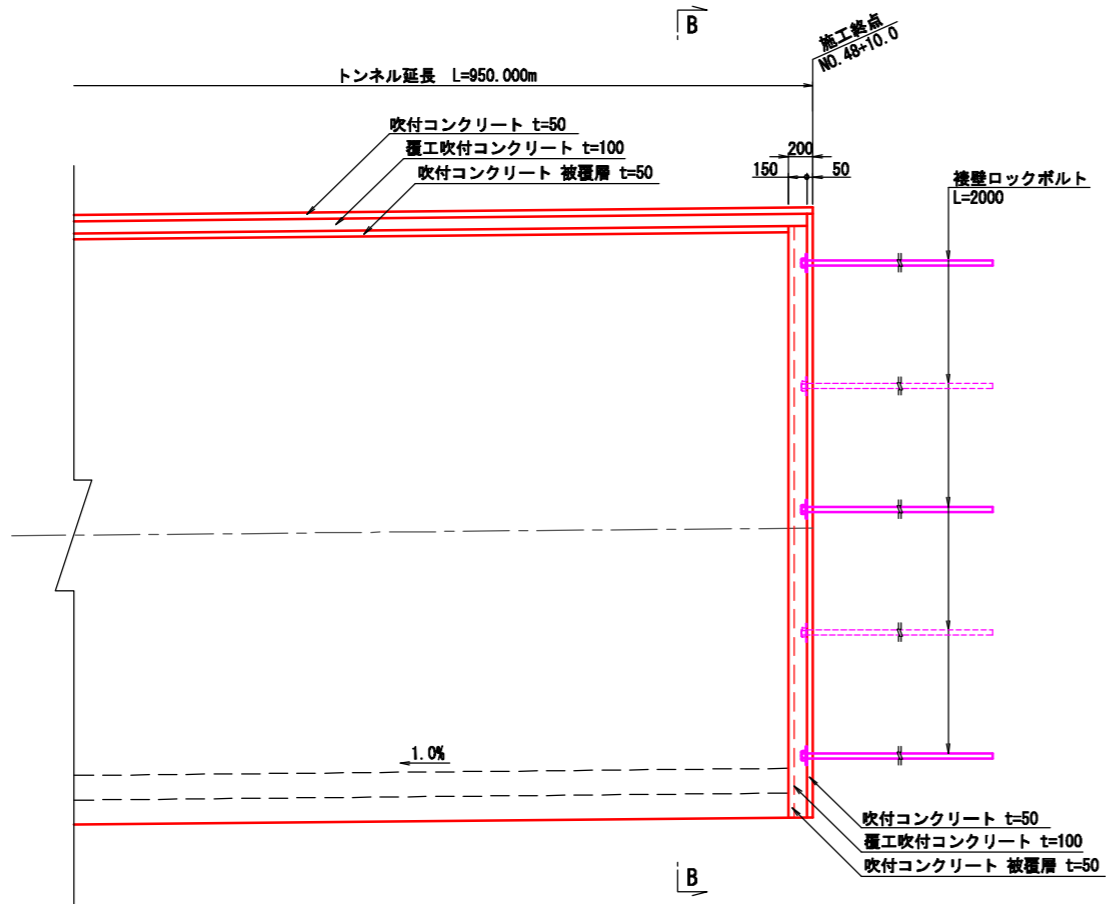 B
施工終点
NO.48+10.0
トンネル延長 L=950.000m
吹付コンクリート t=50
覆工吹付コンクリート t=100
吹付コンクリート 被覆層 t=50
200
150
50
褄壁ロックボルト
L=2000
1.0%
吹付コンクリート t=50
覆工吹付コンクリート t=100
吹付コンクリート 被覆層 t=50
B